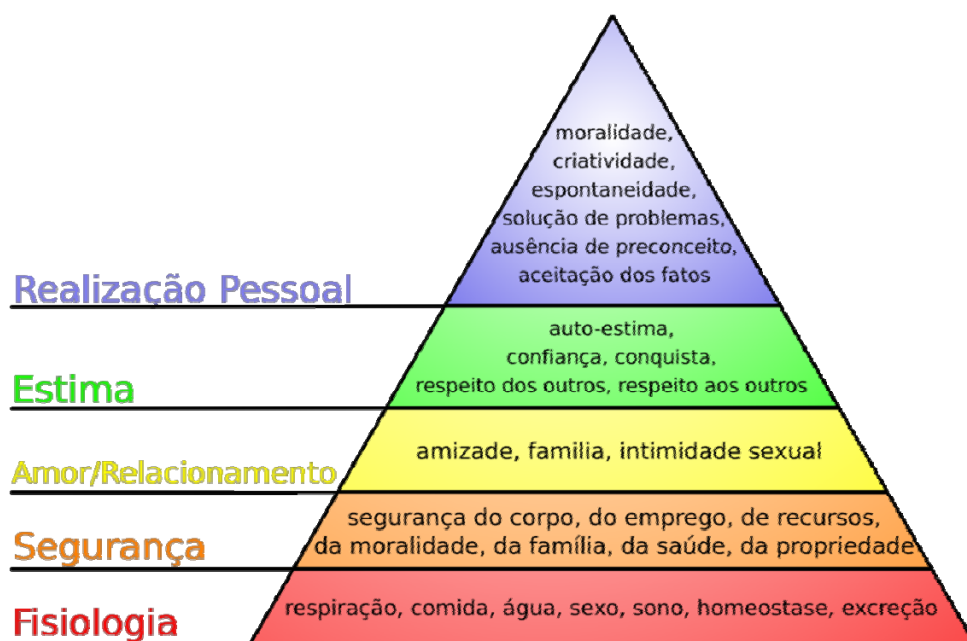 moralidade,
criatividade,
espontaneidade,
solução de problemas,
ausência de preconceito,
aceitação dos fatos
Realização Pessoal
auto-estima,
confiança, conquista,
respeito dos outros, respeito aos outros
Estima
amizade, familia, intimidade sexual
Amor/Relacionamento
segurança do corpo, do emprego, de recursos,
da moralidade, da família, da saúde, da propriedade
Segurança
respiração, comida, água, sexo, sono, homeostase, excreção
Fisiologia